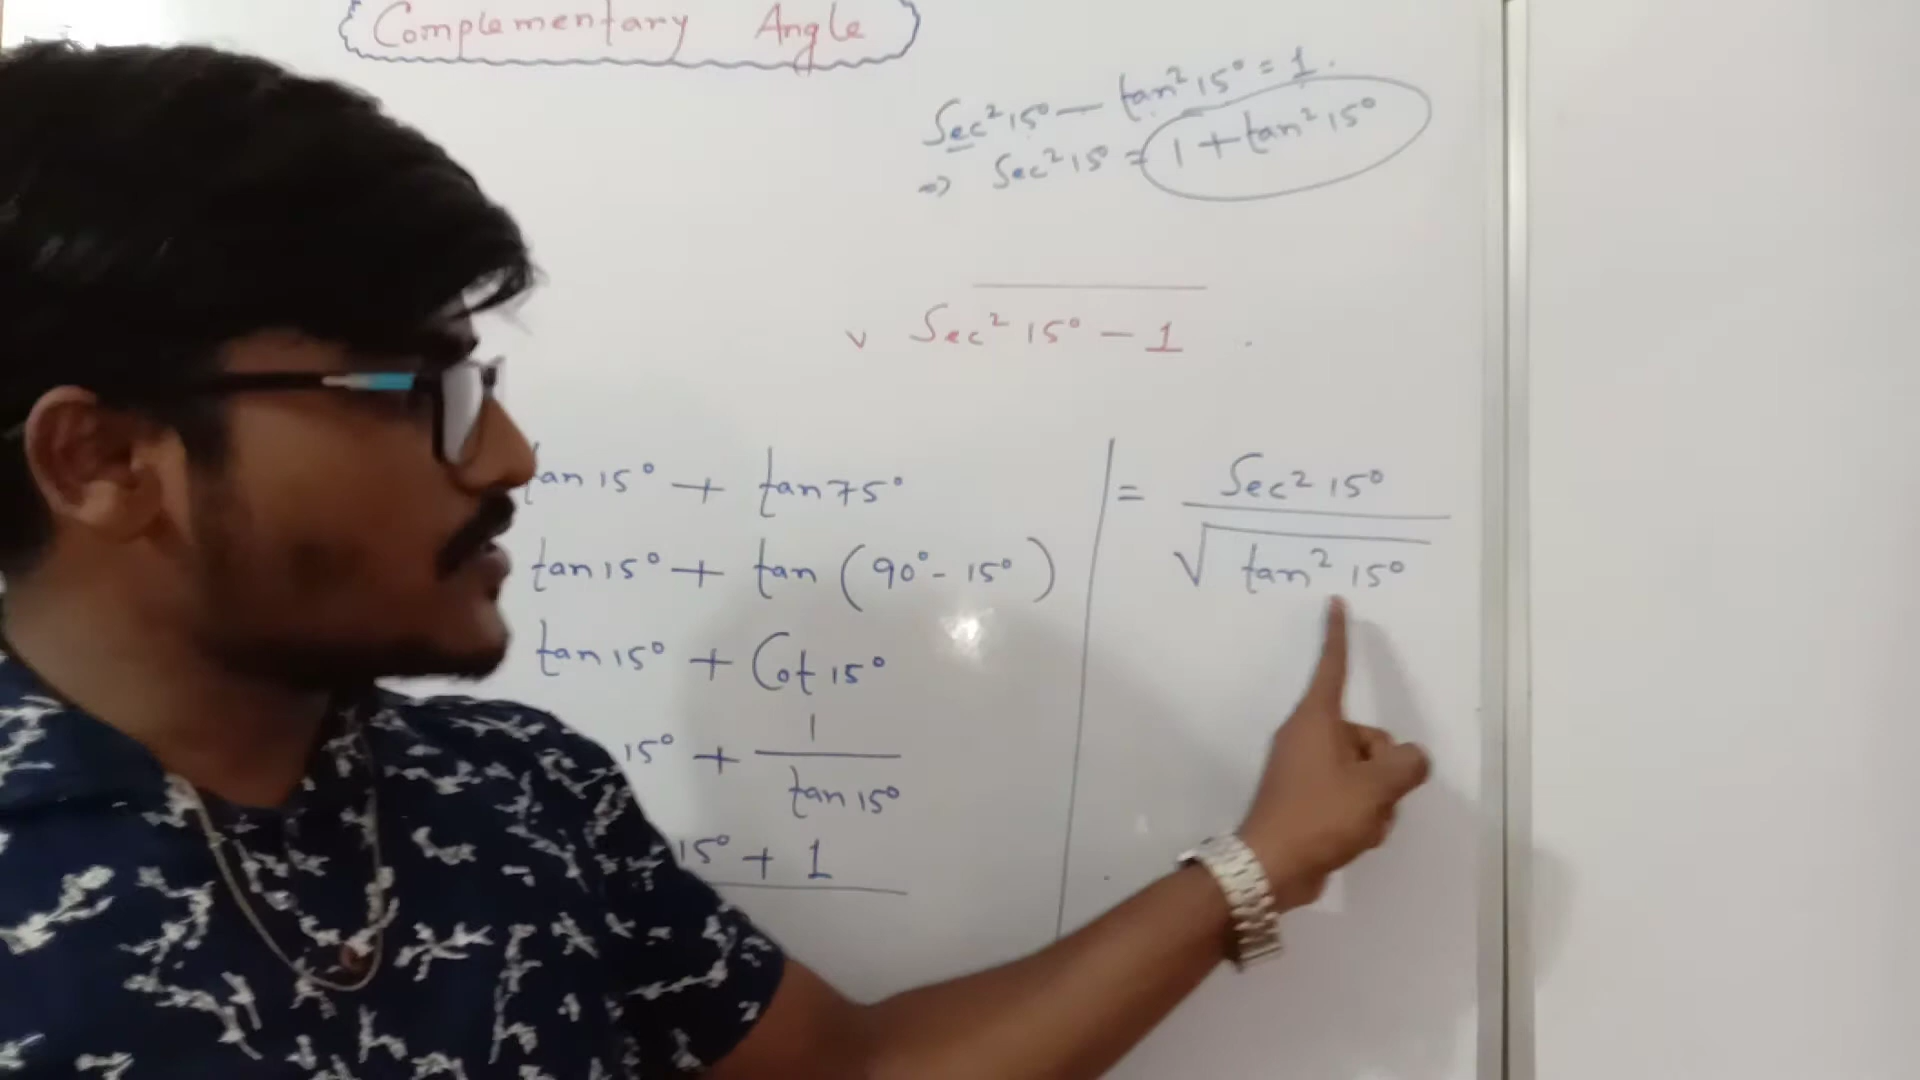 Complementary Angle
Sec² 15° - tan² 15° = 1.
⇒ Sec² 15° = 1 + tan² 15°
√ Sec² 15° - 1
tan 15° + tan 75°
tan 15° + tan (90° - 15°)
tan 15° + Cot 15°
15° + 1 / tan 15°
15° + 1
= Sec² 15° / √ tan² 15°